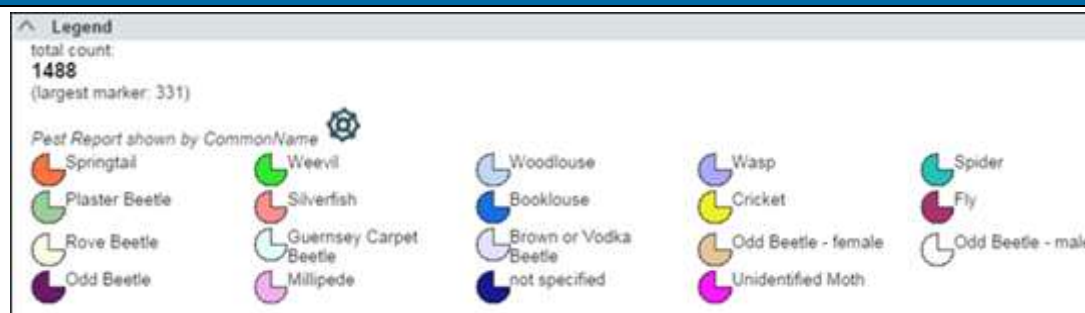 Legend
total count:
1488
(largest marker: 331)
Pest Report shown by CommonName
Springtail Weevil Woodlouse Wasp Spider
Plaster Beetle Silverfish Booklouse Cricket Fly
Rove Beetle Guernsey Carpet Beetle Brown or Vodka Beetle Odd Beetle - female Odd Beetle - male
Odd Beetle Millipede not specified Unidentified Moth